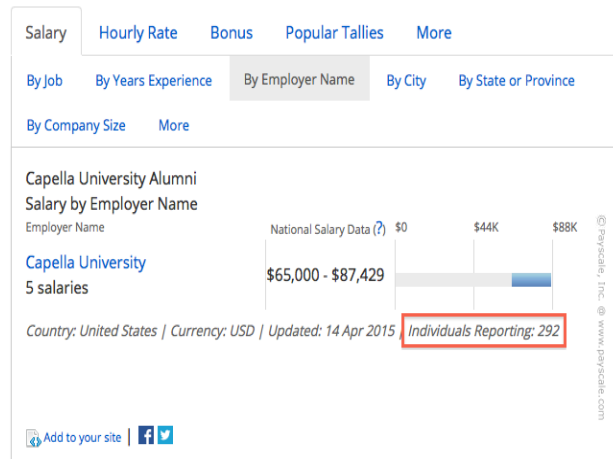 Salary Hourly Rate Bonus Popular Tallies More
By Job By Years Experience By Employer Name By City By State or Province
By Company Size More
Capella University Alumni
Salary by Employer Name
Employer Name National Salary Data (?) $0 $44K $88K
Capella University
5 salaries
$65,000 - $87,429
Country: United States | Currency: USD | Updated: 14 Apr 2015 | Individuals Reporting: 292
Add to your site |
© Payscale, Inc. @ www.payscale.com